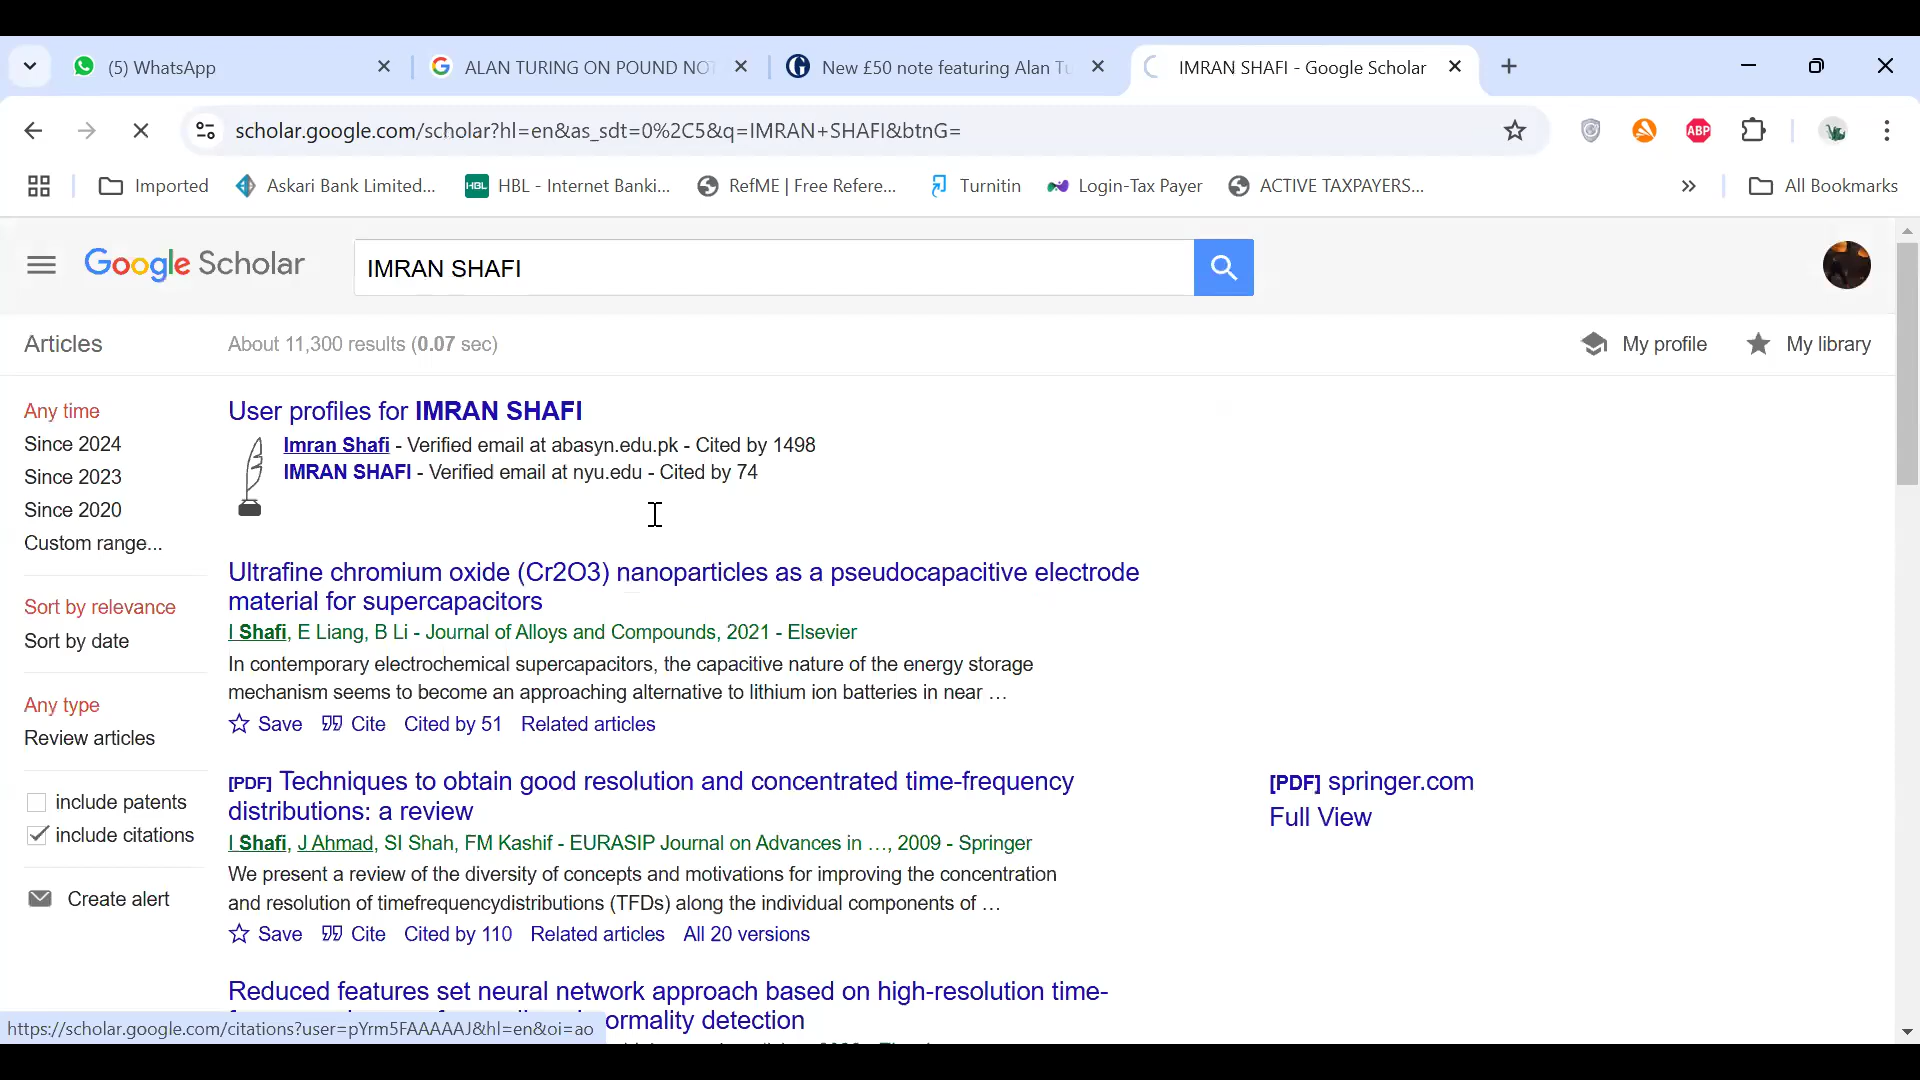 (5) WhatsApp
ALAN TURING ON POUND NOT
New £50 note featuring Alan Tu
IMRAN SHAFI - Google Scholar
scholar.google.com/scholar?hl=en&as_sdt=0%2C5&q=IMRAN+SHAFI&btnG=
ABP
Imported
Askari Bank Limited...
HBL
HBL - Internet Banki...
RefME | Free Refere...
Turnitin
Login-Tax Payer
ACTIVE TAXPAYERS...
All Bookmarks
Google Scholar
IMRAN SHAFI
Articles
About 11,300 results (0.07 sec)
My profile
My library
Any time
Since 2024
Since 2023
Since 2020
Custom range...
Sort by relevance
Sort by date
Any type
Review articles
include patents
include citations
Create alert
User profiles for IMRAN SHAFI
Imran Shafi - Verified email at abasyn.edu.pk - Cited by 1498
IMRAN SHAFI - Verified email at nyu.edu - Cited by 74
Ultrafine chromium oxide (Cr2O3) nanoparticles as a pseudocapacitive electrode
material for supercapacitors
I Shafi, E Liang, B Li - Journal of Alloys and Compounds, 2021 - Elsevier
In contemporary electrochemical supercapacitors, the capacitive nature of the energy storage
mechanism seems to become an approaching alternative to lithium ion batteries in near …
Save Cite Cited by 51 Related articles
[PDF] Techniques to obtain good resolution and concentrated time-frequency
distributions: a review
I Shafi, J Ahmad, SI Shah, FM Kashif - EURASIP Journal on Advances in …, 2009 - Springer
We present a review of the diversity of concepts and motivations for improving the concentration
and resolution of timefrequencydistributions (TFDs) along the individual components of …
Save Cite Cited by 110 Related articles All 20 versions
[PDF] springer.com
Full View
Reduced features set neural network approach based on high-resolution time-
ormality detection
https://scholar.google.com/citations?user=pYrm5FAAAAAJ&hl=en&oi=ao